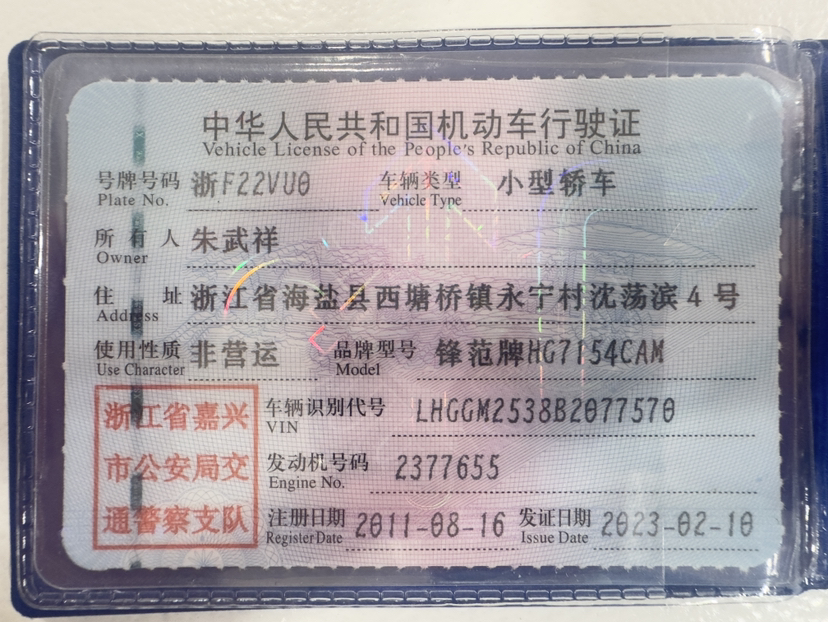 中华人民共和国机动车行驶证
Vehicle License of the People's Republic of China
号牌号码 浙F22VU0 车辆类型 小型轿车
Plate No. Vehicle Type
所有人 朱武祥
Owner
住址 浙江省海盐县西塘桥镇永宁村沈荡滨4号
Address
使用性质 非营运 品牌型号 锋范牌HG7154CAM
Use Character Model
浙江省嘉兴
市公安局交
通警察支队
车辆识别代号 LHGGM2538B2077570
VIN
发动机号码 2377655
Engine No.
注册日期 2011-08-16 发证日期 2023-02-10
Register Date Issue Date